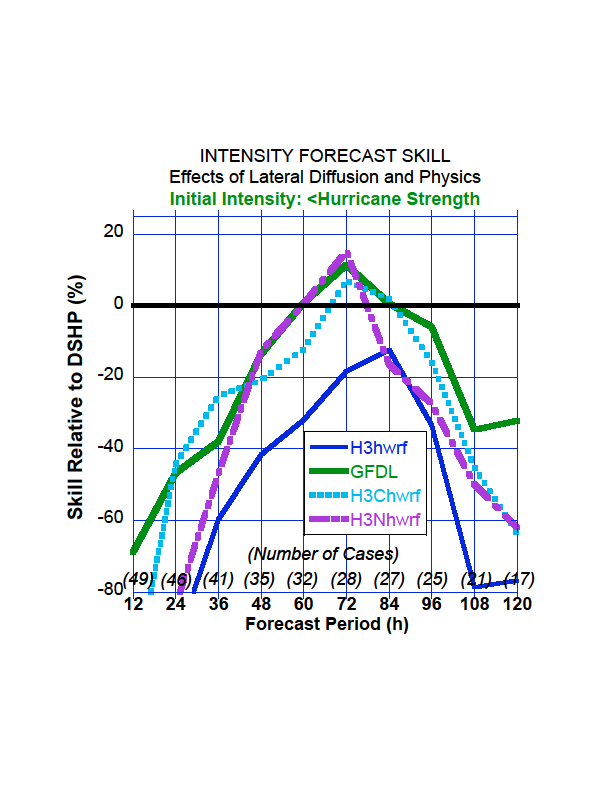 INTENSITY FORECAST SKILL
Effects of Lateral Diffusion and Physics
Initial Intensity: <Hurricane Strength
20
0
-20
-40
-60
-80
Skill Relative to DSHP (%)
H3hwrf
GFDL
H3Chwrf
H3Nhwrf
(Number of Cases)
(49) (46) (41) (35) (32) (28) (27) (25) (21) (17)
12 24 36 48 60 72 84 96 108 120
Forecast Period (h)